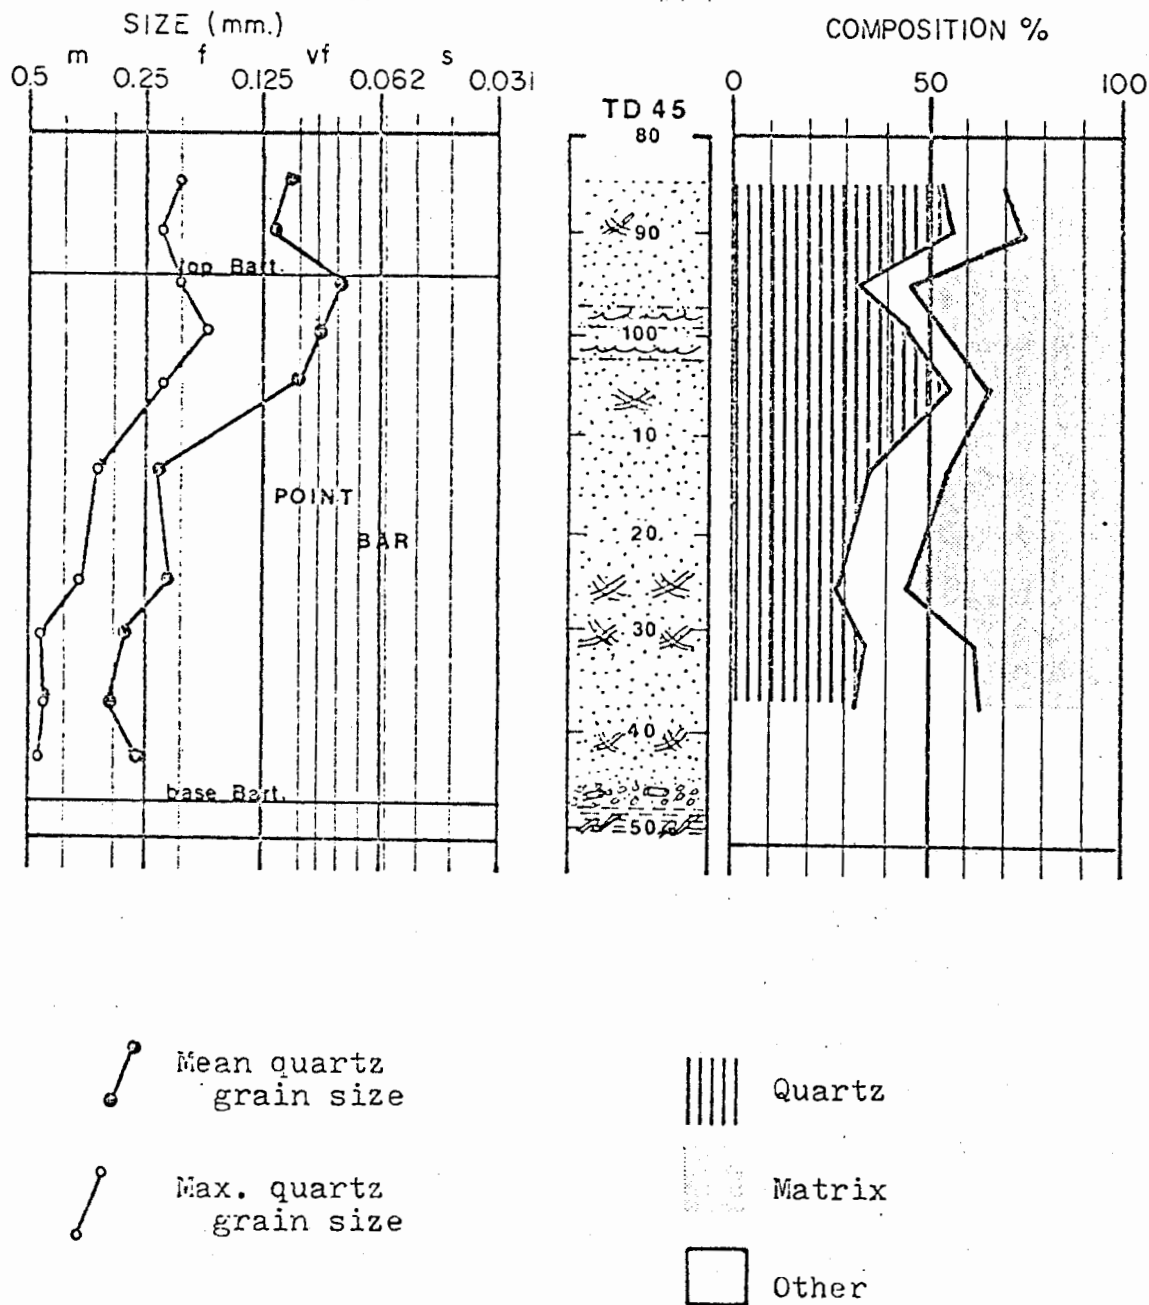 SIZE (mm.)
m f vf s
0.5 0.25 0.125 0.062 0.031
COMPOSITION %
0 50 100
TD 45
80
90
top Bart.
100
10
POINT
BAR
20
30
40
base Bart.
50
Mean quartz
grain size
Max. quartz
grain size
Quartz
Matrix
Other